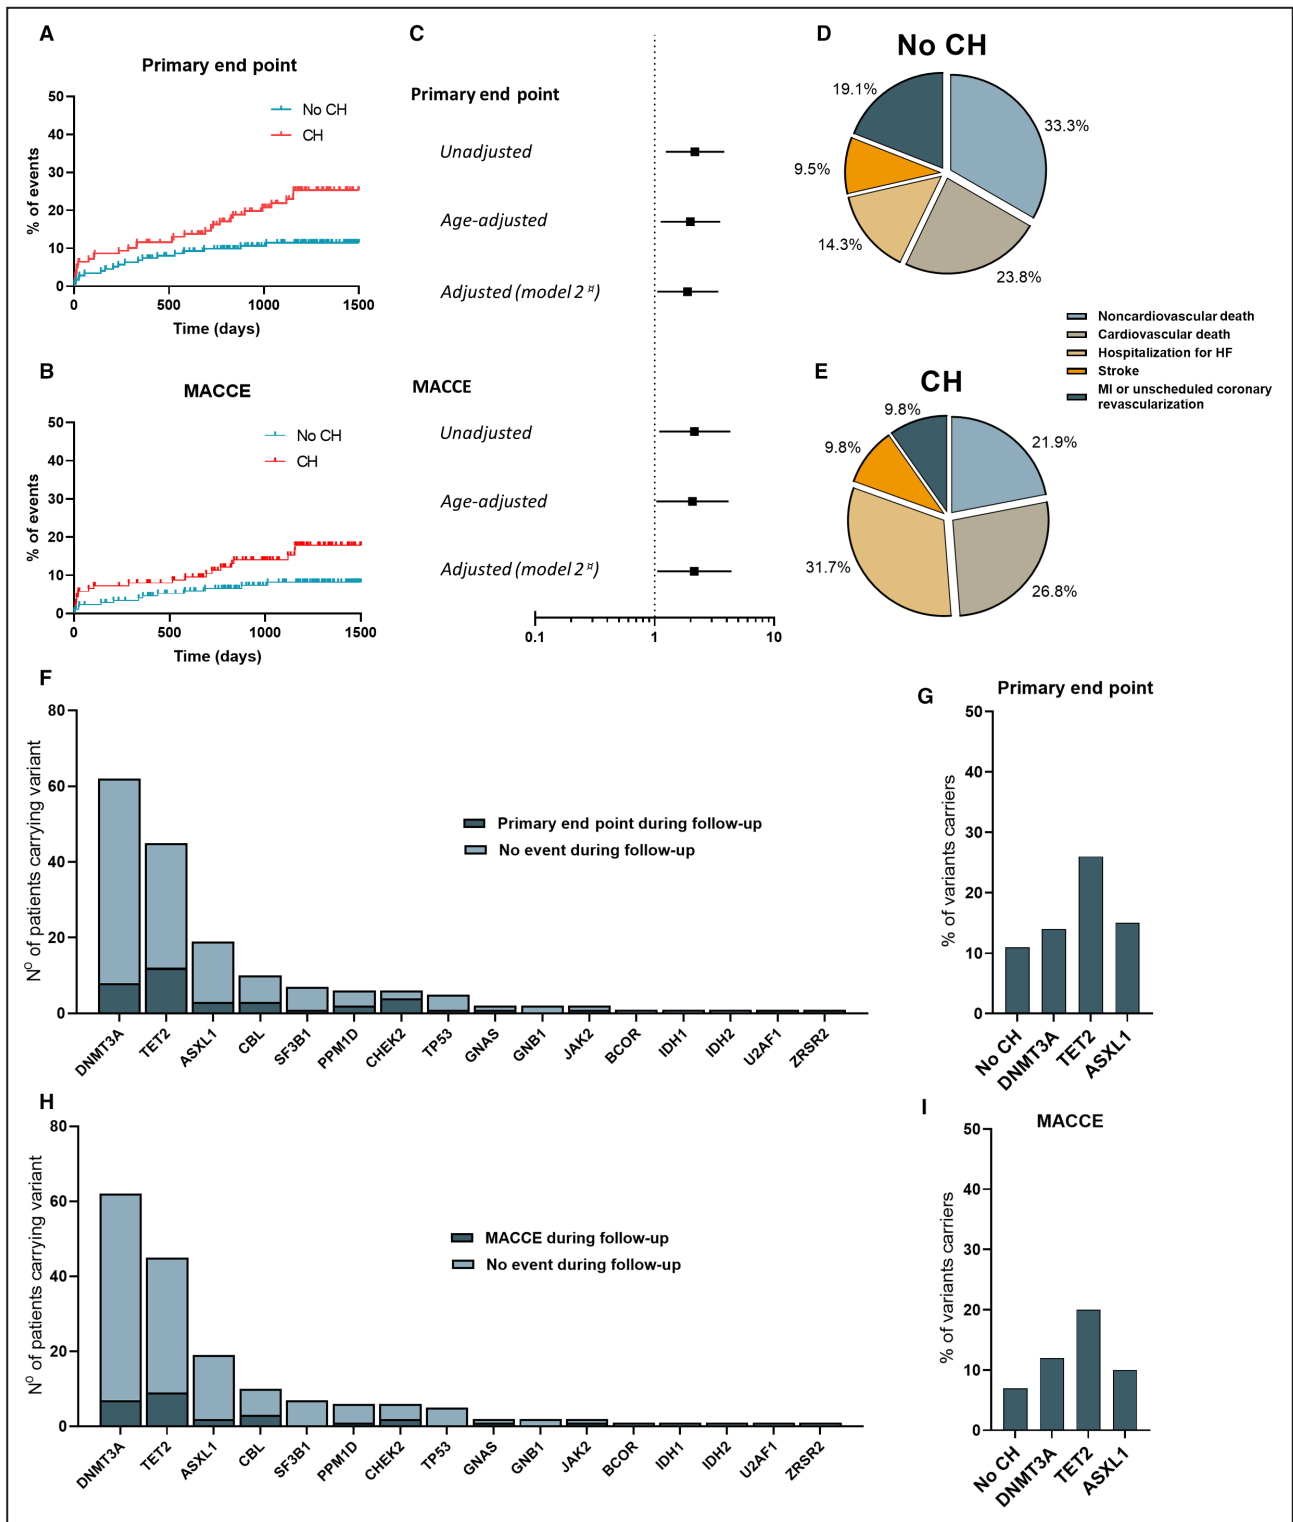 A
Primary end point
% of events
50
40
30
20
10
0
No CH
CH
0
500
1000
1500
Time (days)
B
MACCE
% of events
50
40
30
20
10
0
No CH
CH
0
500
1000
1500
Time (days)
C
Primary end point
Unadjusted
Age-adjusted
Adjusted (model 2¤)
MACCE
Unadjusted
Age-adjusted
Adjusted (model 2¤)
0.1
1
10
D
No CH
19.1%
33.3%
9.5%
14.3%
23.8%
Noncardiovascular death
Cardiovascular death
Hospitalization for HF
Stroke
MI or unscheduled coronary
revascularization
E
CH
9.8%
21.9%
9.8%
31.7%
26.8%
F
N° of patients carrying variant
80
60
40
20
0
Primary end point during follow-up
No event during follow-up
DNMT3A
TET2
ASXL1
CBL
SF3B1
PPM1D
CHEK2
TP53
GNAS
GNB1
JAK2
BCOR
IDH1
IDH2
U2AF1
ZRSR2
G
Primary end point
% of variants carriers
50
40
30
20
10
0
No CH
DNMT3A
TET2
ASXL1
H
N° of patients carrying variant
80
60
40
20
0
MACCE during follow-up
No event during follow-up
DNMT3A
TET2
ASXL1
CBL
SF3B1
PPM1D
CHEK2
TP53
GNAS
GNB1
JAK2
BCOR
IDH1
IDH2
U2AF1
ZRSR2
I
MACCE
% of variants carriers
50
40
30
20
10
0
No CH
DNMT3A
TET2
ASXL1